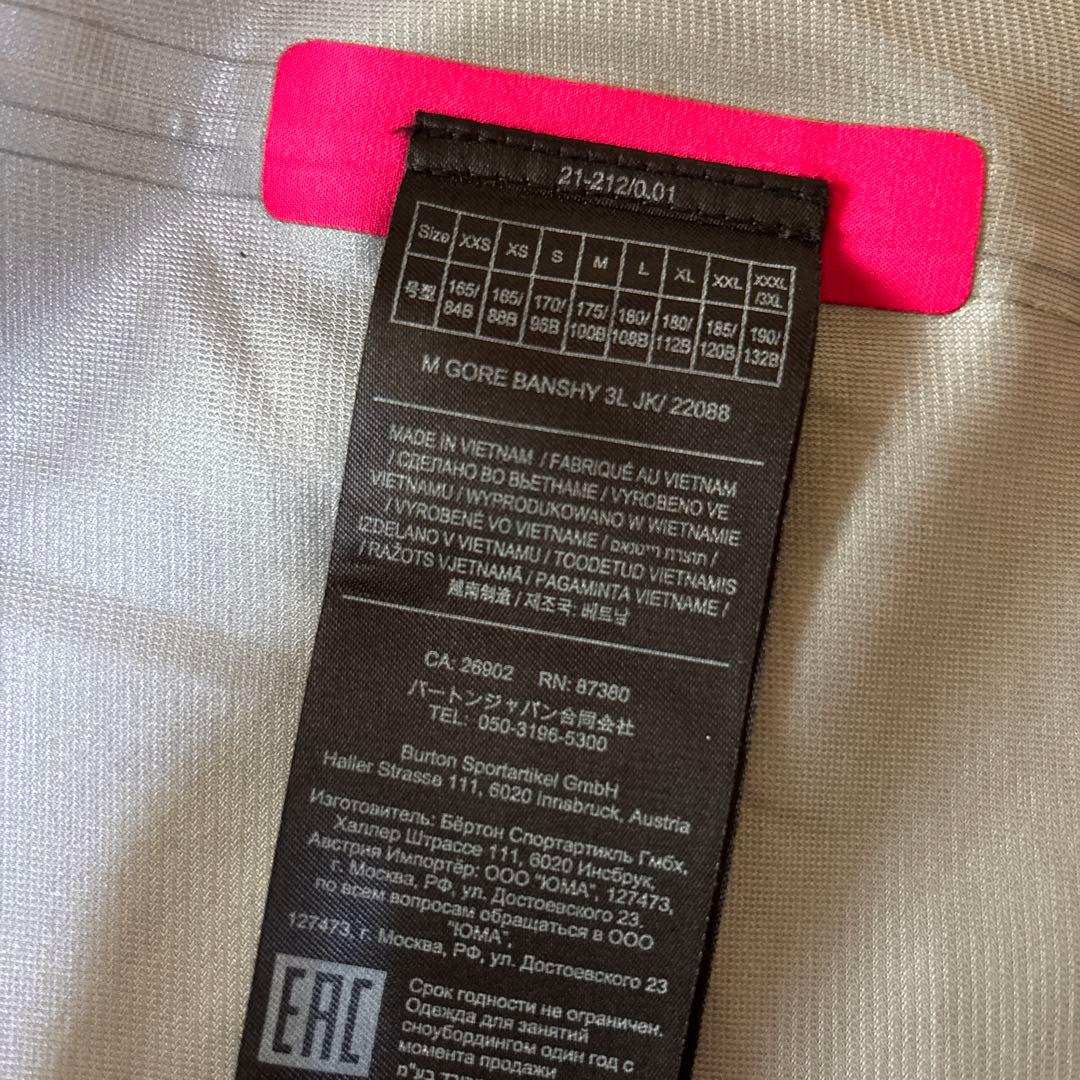 21-212/0.01
Size XXS XS S M L XL XXL XXXL/3XL
号型 165/84B 165/88B 170/96B 175/100B 180/108B 180/112B 185/120B 190/132B
M GORE BANSHY 3L JK/ 22088
MADE IN VIETNAM / FABRIQUÉ AU VIETNAM
/ СДЕЛАНО ВО ВЬЕТНАМЕ / VYROBENO VE
VIETNAMU / WYPRODUKOWANO W WIETNAMIE
/ VYROBENÉ VO VIETNAME / תוצרת וייטנאם /
IZDELANO V VIETNAMU / TOODETUD VIETNAMIS
/ RAŽOTS VJETNAMĀ / PAGAMINTA VIETNAME /
越南制造 / 제조국: 베트남
CA: 26902 RN: 87380
バートンジャパン合同会社
TEL: 050-3196-5300
Burton Sportartikel GmbH
Haller Strasse 111, 6020 Innsbruck, Austria
Изготовитель: Бёртон Спортартикль Гмбх,
Халлер Штрассе 111, 6020 Инсбрук,
Австрия Импортёр: ООО "ЮМА", 127473,
г. Москва, РФ, ул. Достоевского 23,
по всем вопросам обращаться в ООО
"ЮМА",
127473, г. Москва, РФ, ул. Достоевского 23
EAC
Срок годности не ограничен.
Одежда для занятий
сноубордингом один год с
момента продажи